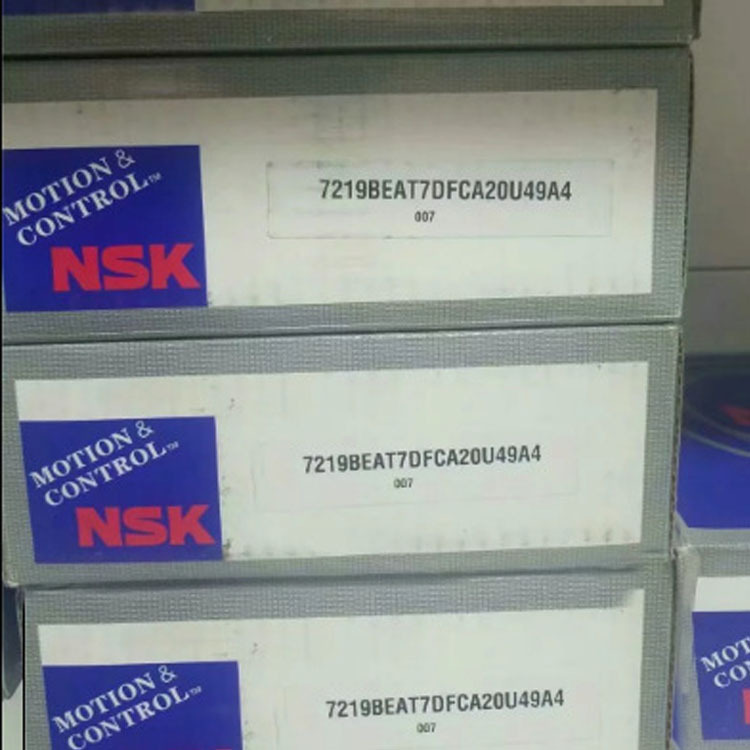 MOTION &
CONTROL™
NSK
7219BEAT7DFCA20U49A4
007
MOTION &
CONTROL™
NSK
7219BEAT7DFCA20U49A4
007
MOTION &
CONTROL™
7219BEAT7DFCA20U49A4
007